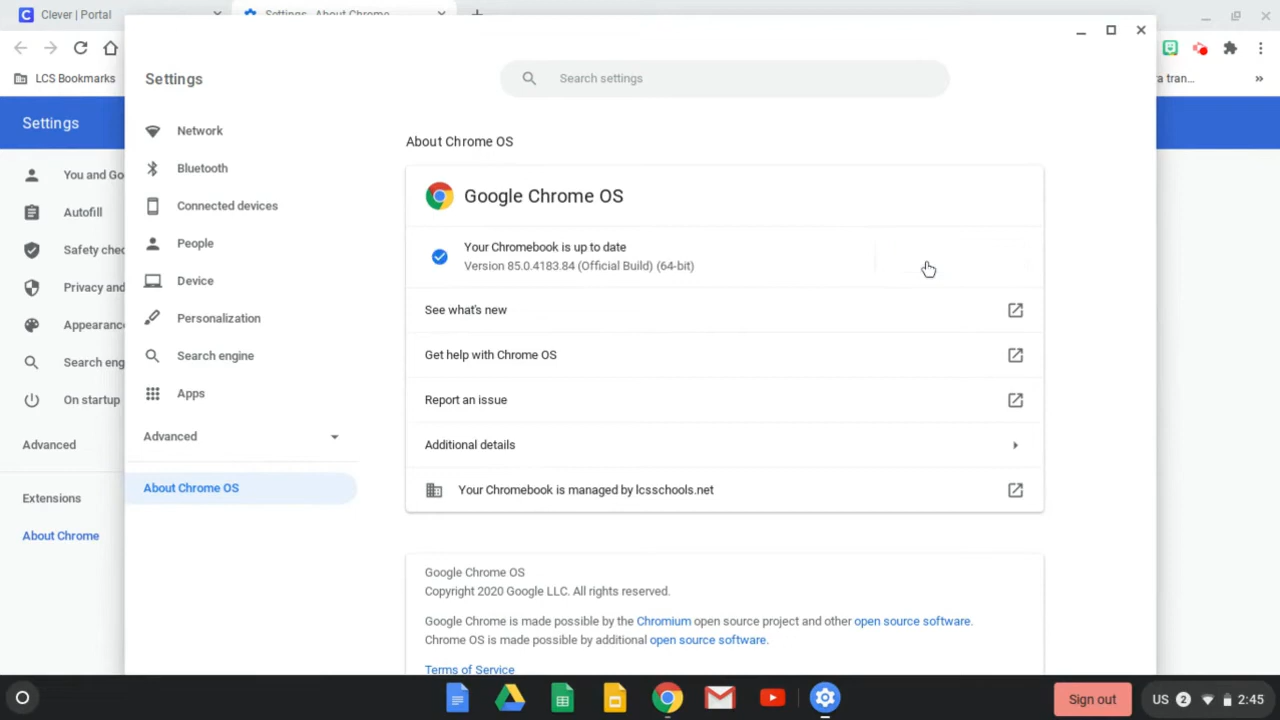 Clever | Portal
Settings - About Chrome
LCS Bookmarks
a tran...
»
Settings
You and Go
Autofill
Safety chec
Privacy and
Appearanc
Search eng
On startup
Advanced
Extensions
About Chrome
Settings
Search settings
Network
Bluetooth
Connected devices
People
Device
Personalization
Search engine
Apps
Advanced
About Chrome OS
About Chrome OS
Google Chrome OS
Your Chromebook is up to date
Version 85.0.4183.84 (Official Build) (64-bit)
See what's new
Get help with Chrome OS
Report an issue
Additional details
Your Chromebook is managed by lcsschools.net
Google Chrome OS
Copyright 2020 Google LLC. All rights reserved.
Google Chrome is made possible by the Chromium open source project and other open source software.
Chrome OS is made possible by additional open source software.
Terms of Service
Sign out
US 2 2:45